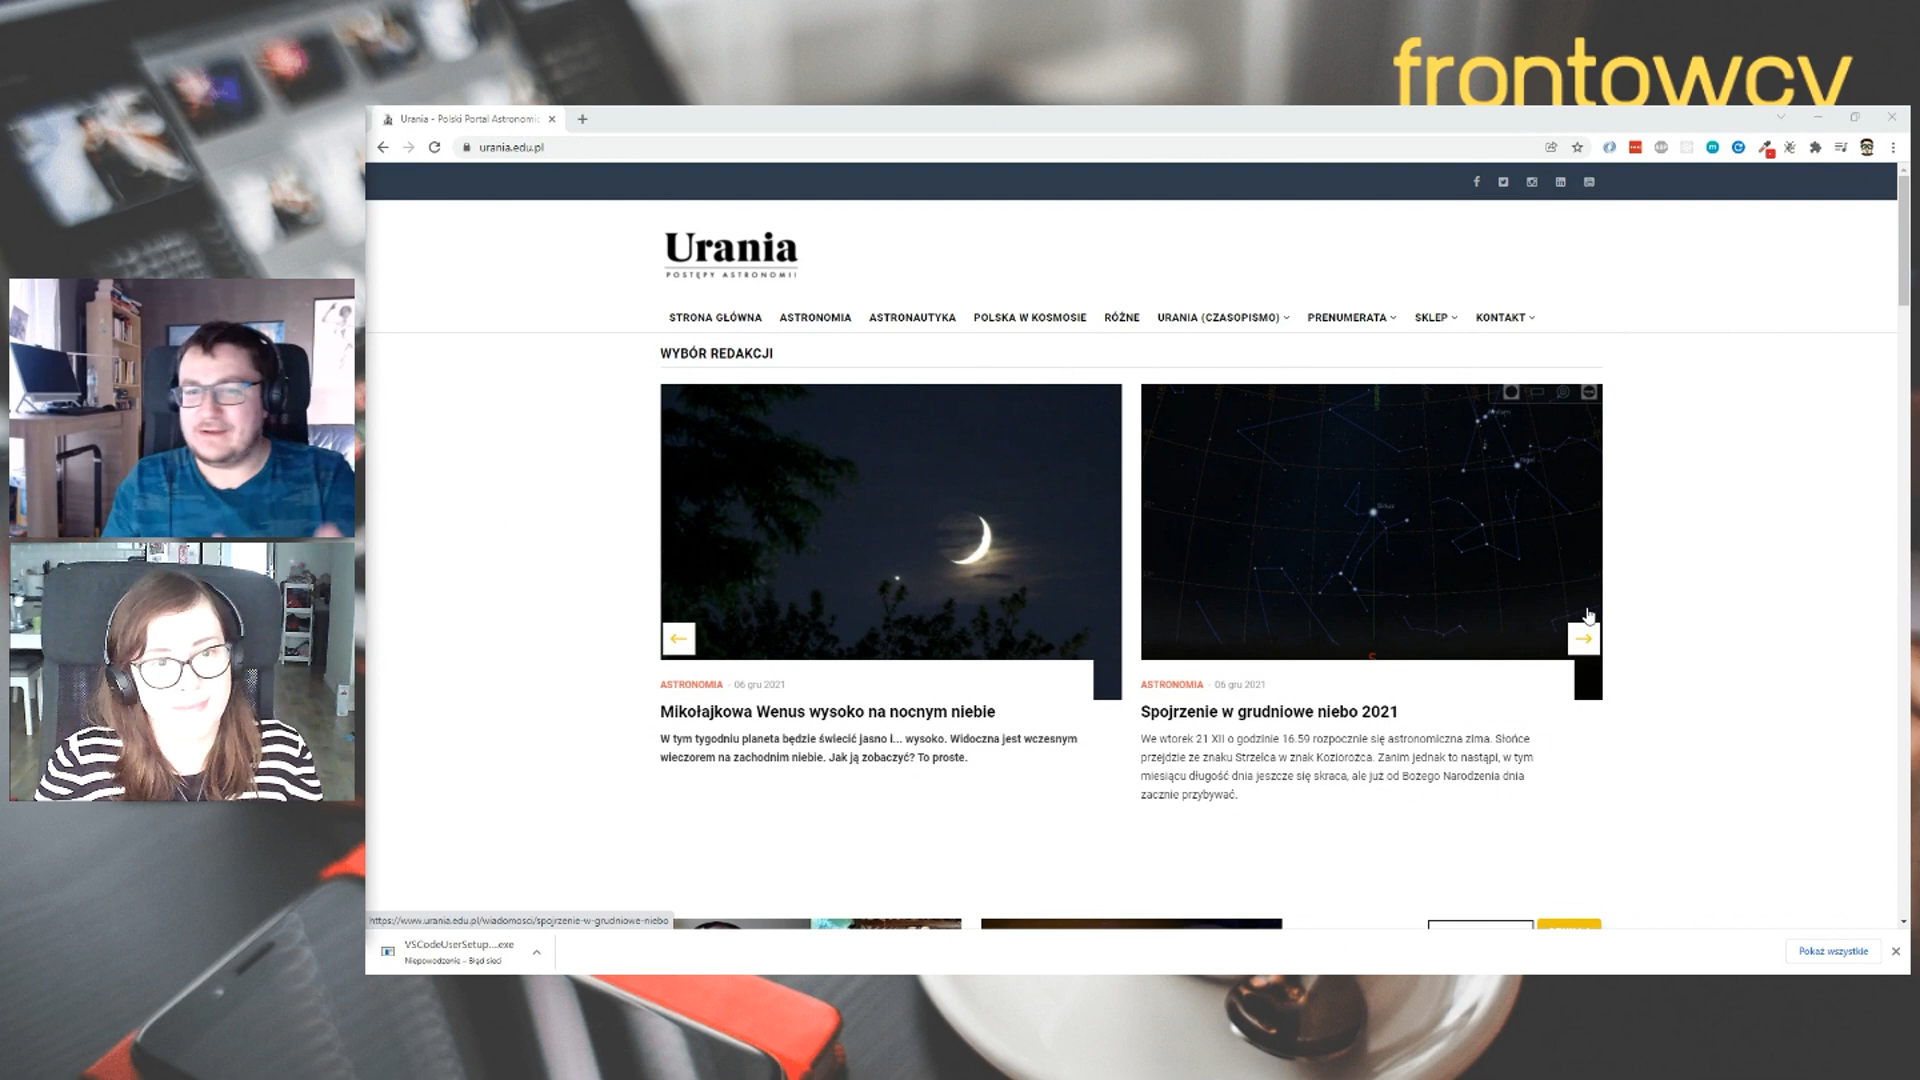 frontowcy
Urania - Polski Portal Astronomic
urania.edu.pl
Urania
POSTĘPY ASTRONOMII
STRONA GŁÓWNA ASTRONOMIA ASTRONAUTYKA POLSKA W KOSMOSIE RÓŻNE URANIA (CZASOPISMO) PRENUMERATA SKLEP KONTAKT
WYBÓR REDAKCJI
Sirius
S
ASTRONOMIA - 06 gru 2021
Mikołajkowa Wenus wysoko na nocnym niebie
W tym tygodniu planeta będzie świecić jasno i... wysoko. Widoczna jest wczesnym
wieczorem na zachodnim niebie. Jak ją zobaczyć? To proste.
ASTRONOMIA - 06 gru 2021
Spojrzenie w grudniowe niebo 2021
We wtorek 21 XII o godzinie 16.59 rozpocznie się astronomiczna zima. Słońce
przejdzie ze znaku Strzelca w znak Koziorożca. Zanim jednak to nastąpi, w tym
miesiącu długość dnia jeszcze się skraca, ale już od Bożego Narodzenia dnia
zacznie przybywać.
https://www.urania.edu.pl/wiadomosci/spojrzenie-w-grudniowe-niebo
VSCodeUserSetup....exe
Niepowodzenie – Błąd sieci
Pokaż wszystkie